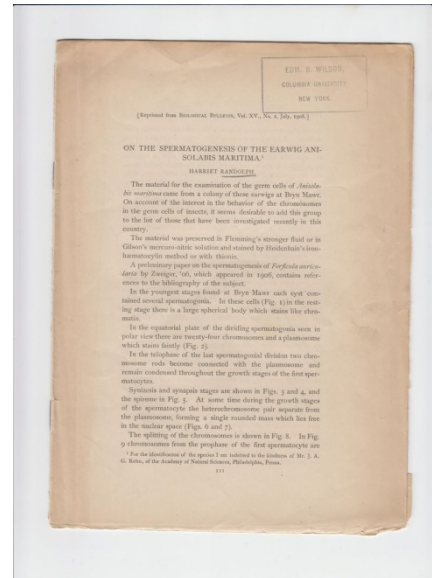 EDM. B. WILSON,
COLUMBIA UNIVERSITY
NEW YORK.
[Reprinted from BIOLOGICAL BULLETIN, Vol. XV., No. 2, July, 1908.]
ON THE SPERMATOGENESIS OF THE EARWIG ANI-
SOLABIS MARITIMA.¹
HARRIET RANDOLPH.
The material for the examination of the germ cells of Anisola-
bis maritima came from a colony of these earwigs at Bryn Mawr.
On account of the interest in the behavior of the chromosomes
in the germ cells of insects, it seems desirable to add this group
to the list of those that have been investigated recently in this
country.
The material was preserved in Flemming's stronger fluid or in
Gilson's mercuro-nitric solution and stained by Heidenhain's iron-
hæmatoxylin method or with thionin.
A preliminary paper on the spermatogenesis of Forficula auricu-
laria by Zweiger, '06, which appeared in 1906, contains refer-
ences to the bibliography of the subject.
In the youngest stages found at Bryn Mawr each cyst con-
tained several spermatogonia. In these cells (Fig. 1) in the rest-
ing stage there is a large spherical body which stains like chro-
matin.
In the equatorial plate of the dividing spermatogonia seen in
polar view there are twenty-four chromosomes and a plasmosome
which stains faintly (Fig. 2).
In the telophase of the last spermatogonial division two chro-
mosome rods become connected with the plasmosome and
remain condensed throughout the growth stages of the first sper-
matocytes.
Synizesis and synapsis stages are shown in Figs. 3 and 4, and
the spireme in Fig. 5. At some time during the growth stages
of the spermatocyte the heterochromosome pair separate from
the plasmosome, forming a single rounded mass which lies free
in the nuclear space (Figs. 6 and 7).
The splitting of the chromosomes is shown in Fig. 8. In Fig.
9 chromosomes from the prophase of the first spermatocyte are
¹ For the identification of the species I am indebted to the kindness of Mr. J. A.
G. Rehn, of the Academy of Natural Sciences, Philadelphia, Penna.
111